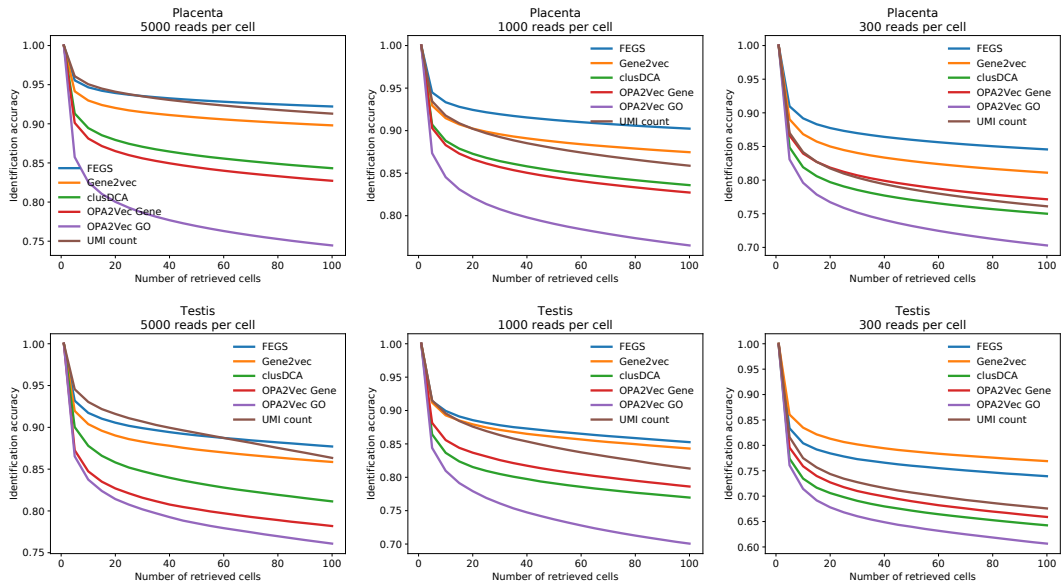 Placenta
5000 reads per cell
1.00
0.95
0.90
0.85
0.80
0.75
Identification accuracy
FEGS
Gene2vec
clusDCA
OPA2Vec Gene
OPA2Vec GO
UMI count
0 20 40 60 80 100
Number of retrieved cells
Placenta
1000 reads per cell
1.00
0.95
0.90
0.85
0.80
Identification accuracy
FEGS
Gene2vec
clusDCA
OPA2Vec Gene
OPA2Vec GO
UMI count
0 20 40 60 80 100
Number of retrieved cells
Placenta
300 reads per cell
1.00
0.95
0.90
0.85
0.80
0.75
0.70
Identification accuracy
FEGS
Gene2vec
clusDCA
OPA2Vec Gene
OPA2Vec GO
UMI count
0 20 40 60 80 100
Number of retrieved cells
Testis
5000 reads per cell
1.00
0.95
0.90
0.85
0.80
0.75
Identification accuracy
FEGS
Gene2vec
clusDCA
OPA2Vec Gene
OPA2Vec GO
UMI count
0 20 40 60 80 100
Number of retrieved cells
Testis
1000 reads per cell
1.00
0.95
0.90
0.85
0.80
0.75
0.70
Identification accuracy
FEGS
Gene2vec
clusDCA
OPA2Vec Gene
OPA2Vec GO
UMI count
0 20 40 60 80 100
Number of retrieved cells
Testis
300 reads per cell
1.00
0.95
0.90
0.85
0.80
0.75
0.70
0.65
0.60
Identification accuracy
FEGS
Gene2vec
clusDCA
OPA2Vec Gene
OPA2Vec GO
UMI count
0 20 40 60 80 100
Number of retrieved cells